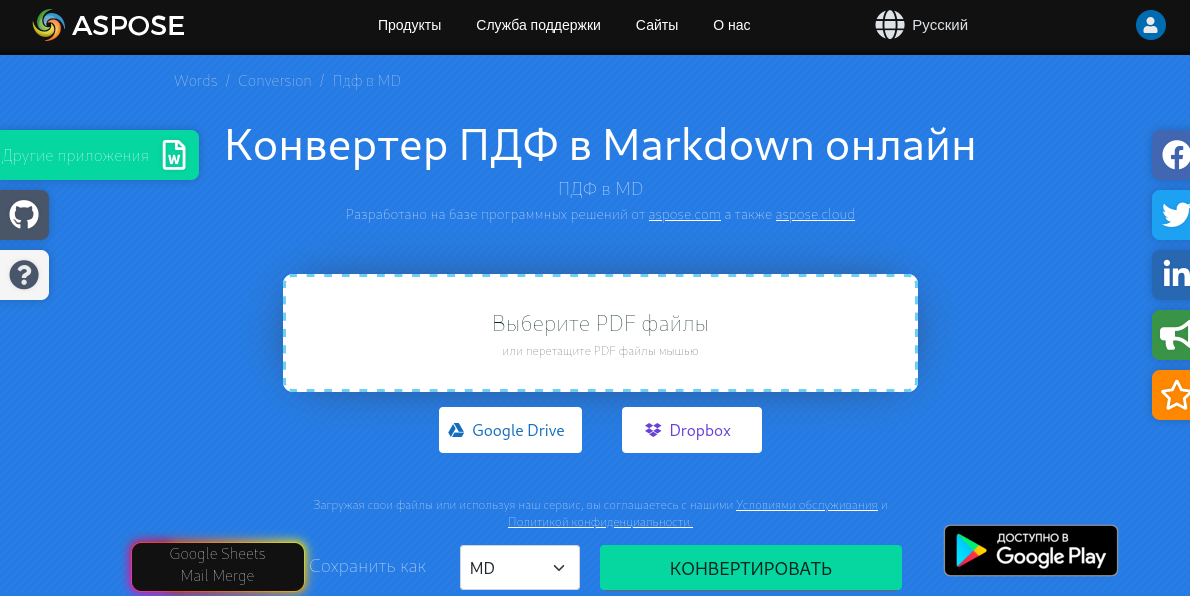 ASPOSE
Продукты
Служба поддержки
Сайты
О нас
Русский
Words / Conversion / Пдф в MD
Другие приложения
Конвертер ПДФ в Markdown онлайн
ПДФ в MD
Разработано на базе программных решений от aspose.com а также aspose.cloud
Выберите PDF файлы
или перетащите PDF файлы мышью
Google Drive
Dropbox
Загружая свои файлы или используя наш сервис, вы соглашаетесь с нашими Условиями обслуживания и
Политикой конфиденциальности.
Google Sheets
Mail Merge
Сохранить как
MD
КОНВЕРТИРОВАТЬ
ДОСТУПНО В
Google Play